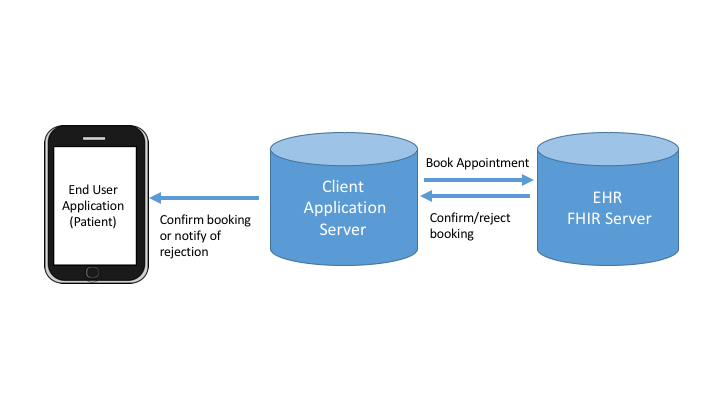 End User
Application
(Patient)
Confirm booking
or notify of
rejection
Client
Application
Server
Book Appointment
Confirm/reject
booking
EHR
FHIR Server